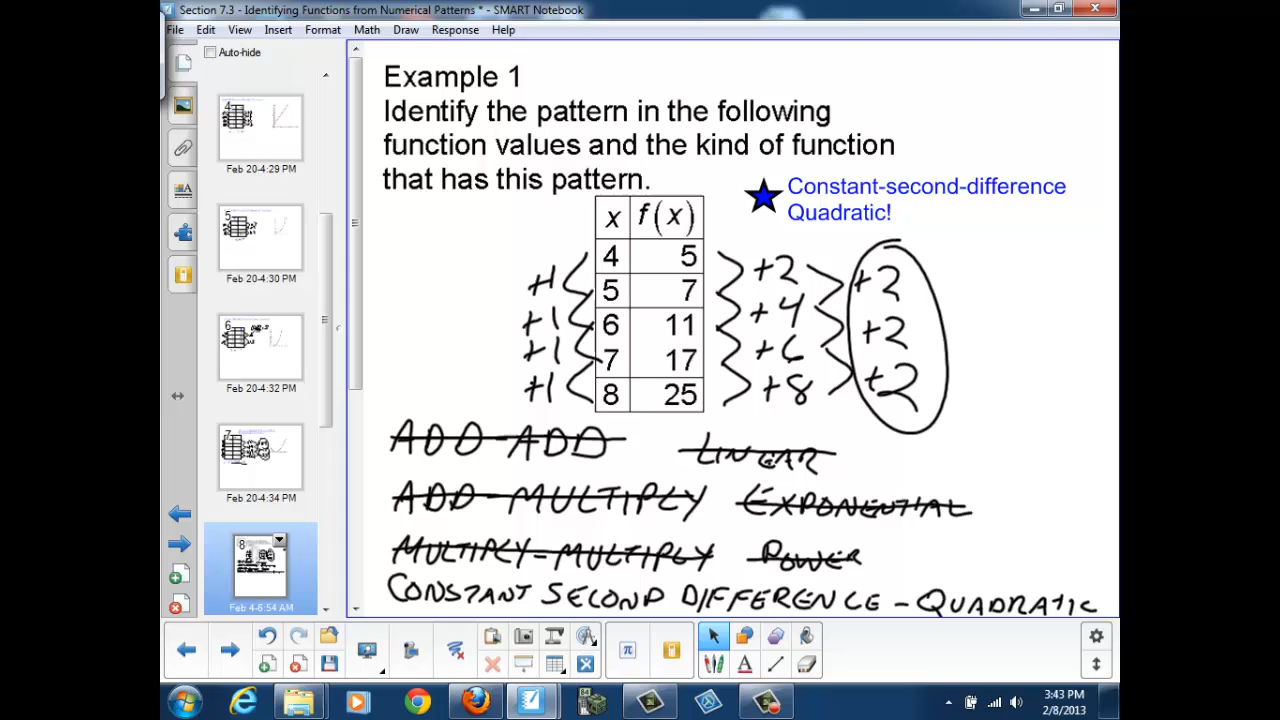 Section 7.3 - Identifying Functions from Numerical Patterns * - SMART Notebook
File Edit View Insert Format Math Draw Response Help
Auto-hide
4
Feb 20-4:29 PM
5
Feb 20-4:30 PM
6
Feb 20-4:32 PM
7
Feb 20-4:34 PM
8
Feb 4-6:54 AM
Example 1
Identify the pattern in the following
function values and the kind of function
that has this pattern.
Constant-second-difference
Quadratic!
x f(x)
4 5
5 7
6 11
7 17
8 25
+1
+1
+1
+1
+2
+4
+6
+8
+2
+2
+2
ADD-ADD LINEAR
ADD-MULTIPLY EXPONENTIAL
MULTIPLY-MULTIPLY POWER
CONSTANT SECOND DIFFERENCE - QUADRATIC
3:43 PM
2/8/2013